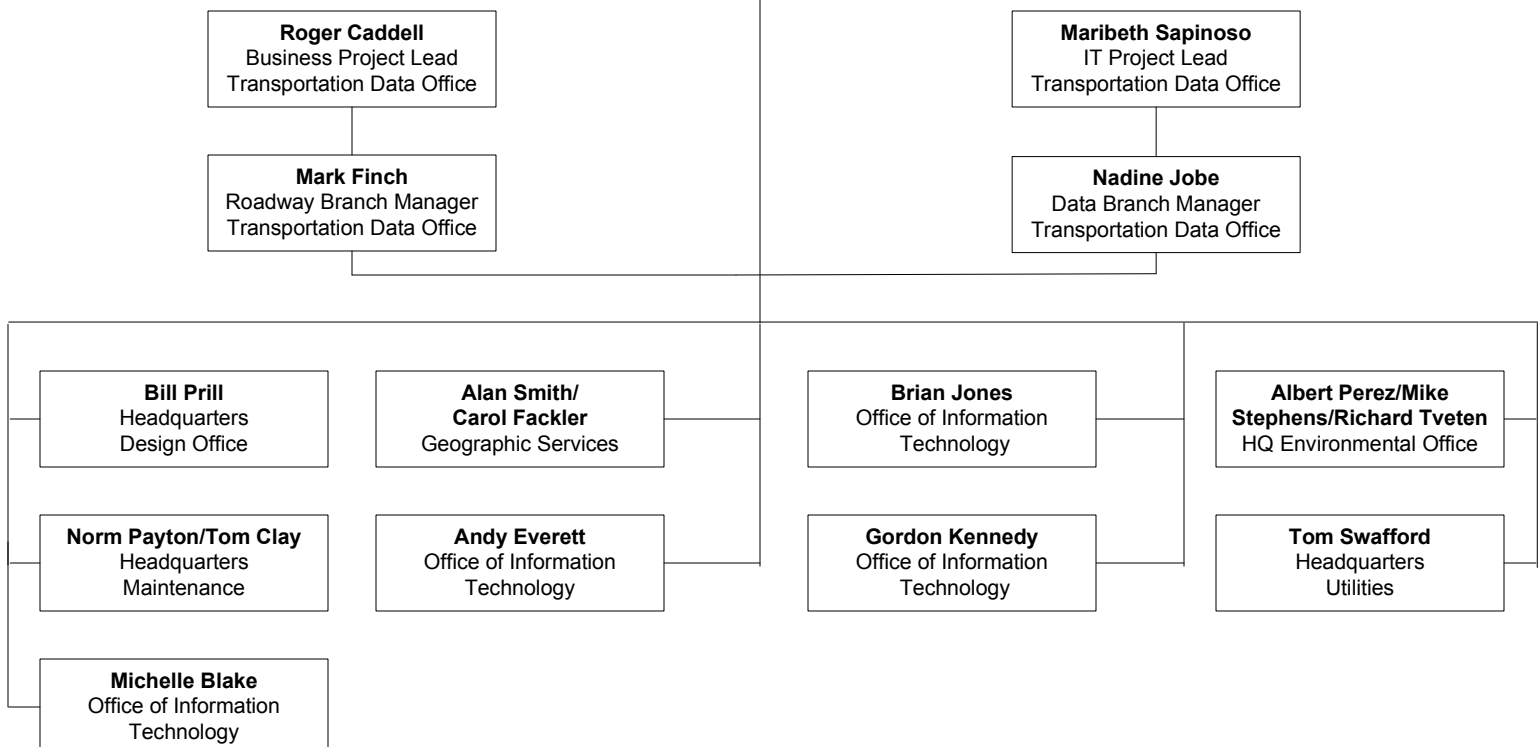 Roger Caddell
Business Project Lead
Transportation Data Office
Maribeth Sapinoso
IT Project Lead
Transportation Data Office
Mark Finch
Roadway Branch Manager
Transportation Data Office
Nadine Jobe
Data Branch Manager
Transportation Data Office
Bill Prill
Headquarters
Design Office
Alan Smith/
Carol Fackler
Geographic Services
Brian Jones
Office of Information
Technology
Albert Perez/Mike
Stephens/Richard Tveten
HQ Environmental Office
Norm Payton/Tom Clay
Headquarters
Maintenance
Andy Everett
Office of Information
Technology
Gordon Kennedy
Office of Information
Technology
Tom Swafford
Headquarters
Utilities
Michelle Blake
Office of Information
Technology